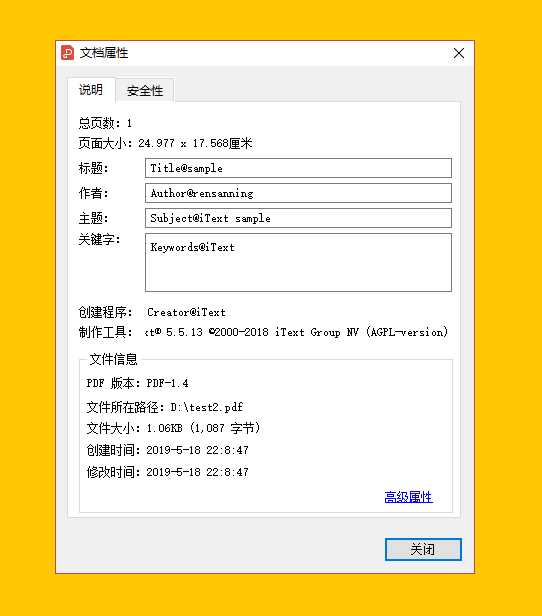 文档属性
说明 安全性
总页数：1
页面大小：24.977 x 17.568厘米
标题： Title@sample
作者： Author@rensanning
主题： Subject@iText sample
关键字： Keywords@iText
创建程序： Creator@iText
制作工具： ‹t® 5.5.13 ©2000-2018 iText Group NV (AGPL-version)
文件信息
PDF 版本：PDF-1.4
文件所在路径：D:\test2.pdf
文件大小：1.06KB (1,087 字节)
创建时间：2019-5-18 22:8:47
修改时间：2019-5-18 22:8:47
高级属性
关闭